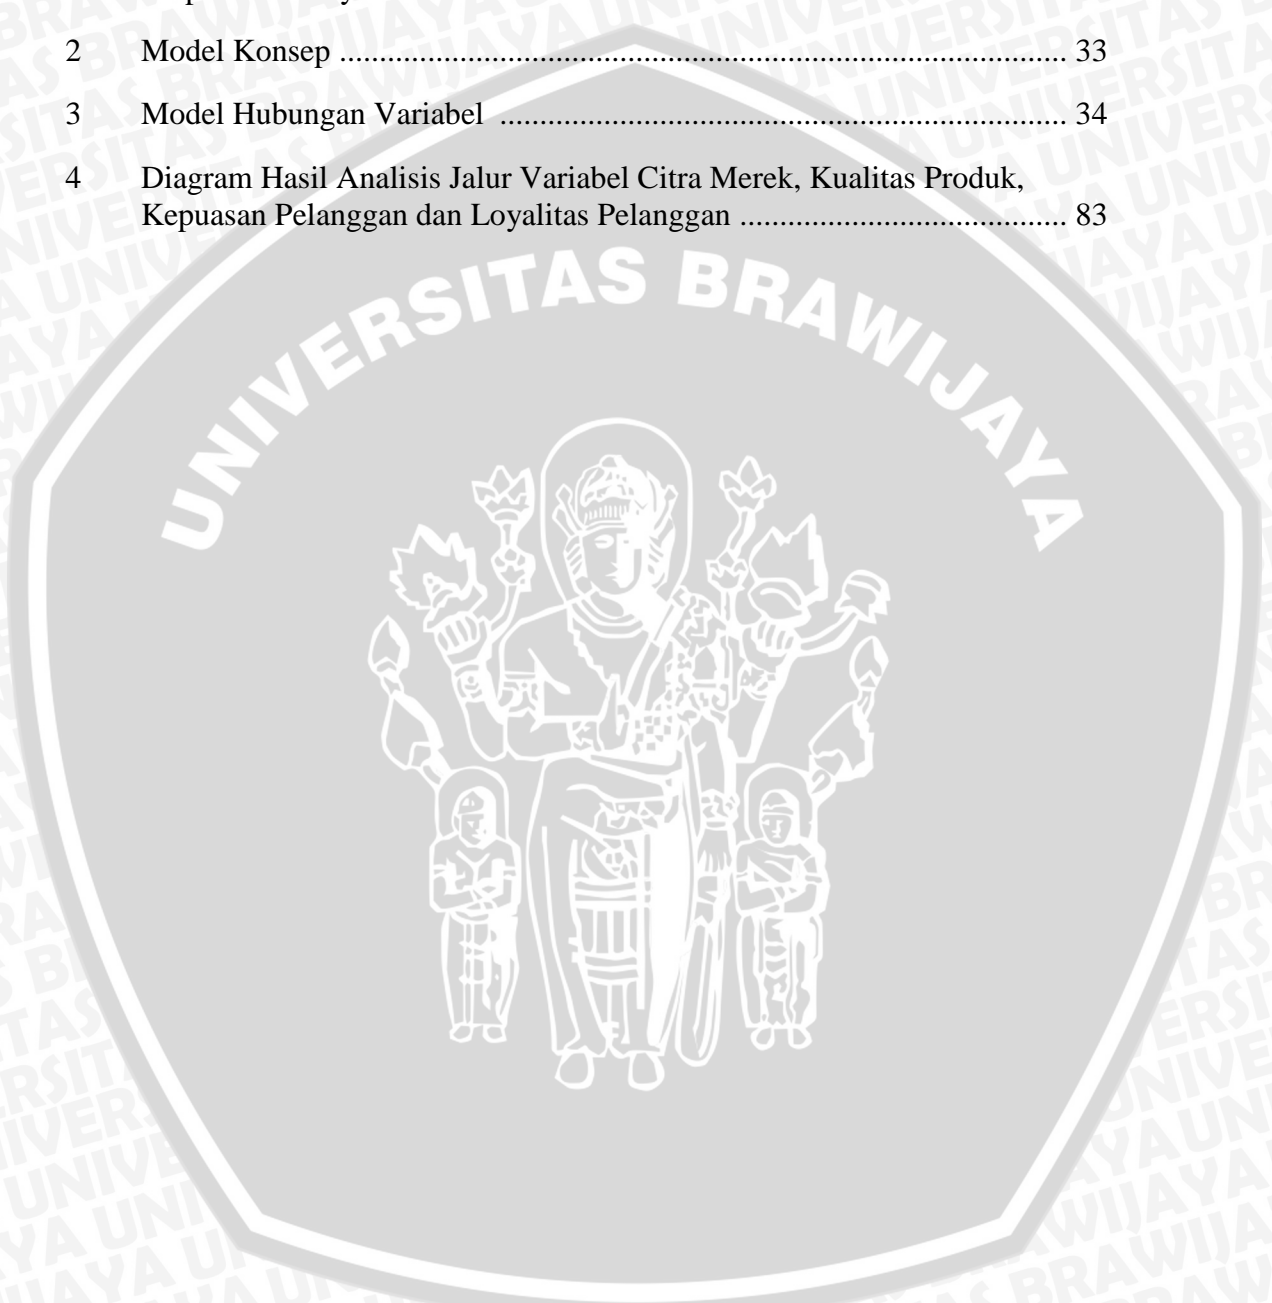 2 Model Konsep ............................................................................... 33
3 Model Hubungan Variabel .............................................................. 34
4 Diagram Hasil Analisis Jalur Variabel Citra Merek, Kualitas Produk,
Kepuasan Pelanggan dan Loyalitas Pelanggan .................................... 83
UNIVERSITAS BRAWIJAYA